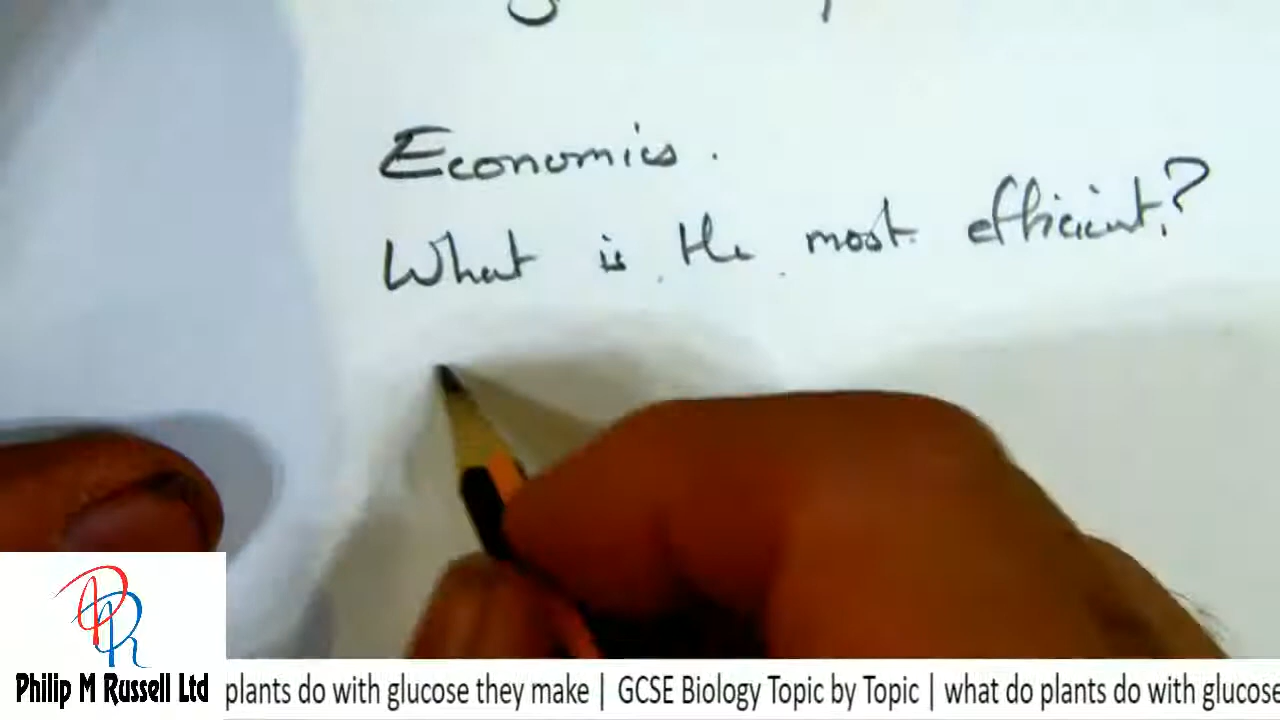 Economics.
What is the most efficient?
Philip M Russell Ltd
plants do with glucose they make | GCSE Biology Topic by Topic | what do plants do with glucose